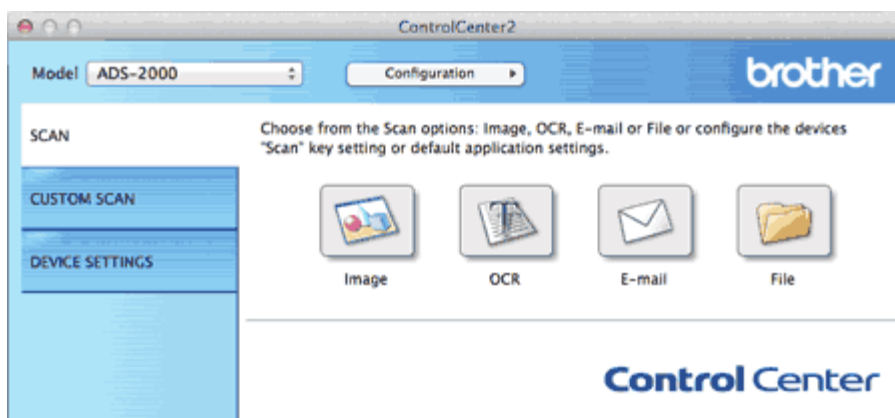 ControlCenter2
Model ADS-2000 Configuration brother
SCAN
Choose from the Scan options: Image, OCR, E-mail or File or configure the devices
"Scan" key setting or default application settings.
CUSTOM SCAN
DEVICE SETTINGS
Image OCR E-mail File
Control Center